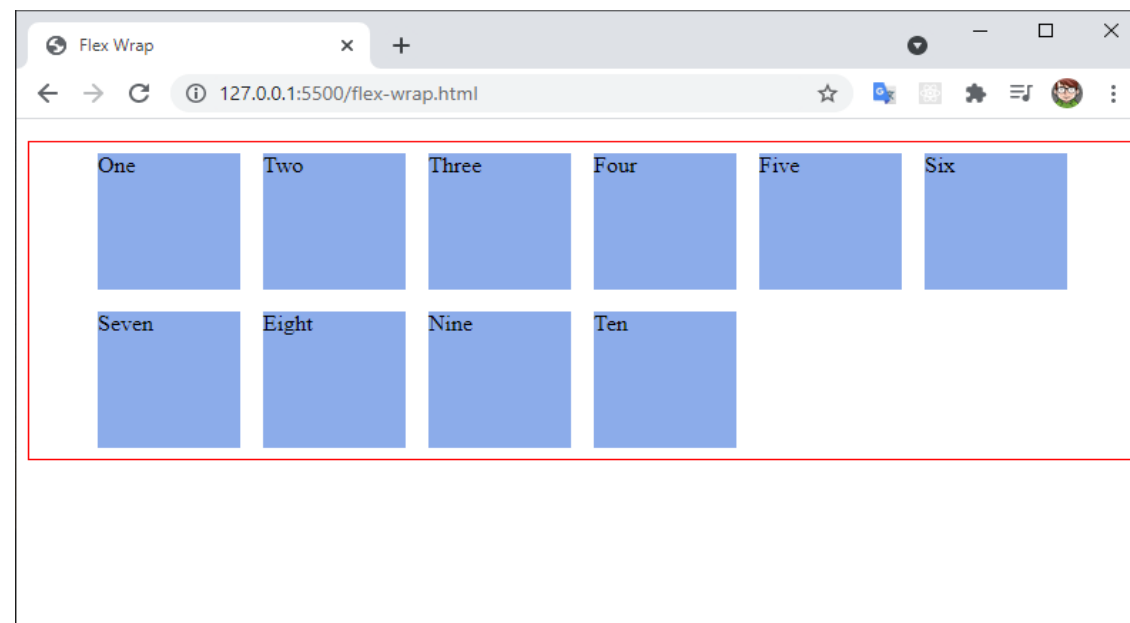 Flex Wrap
127.0.0.1:5500/flex-wrap.html
One Two Three Four Five Six
Seven Eight Nine Ten